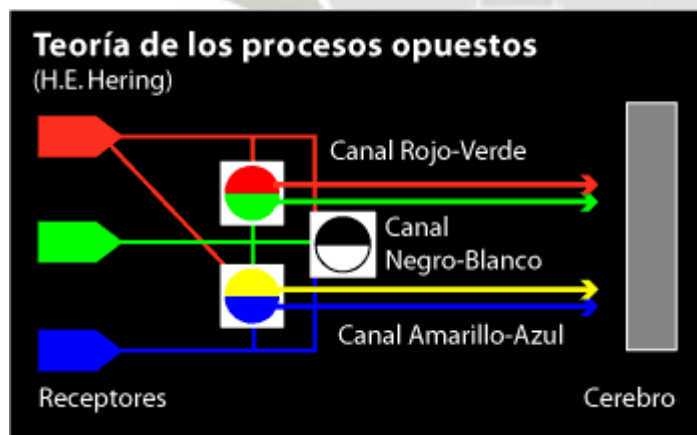 Teoría de los procesos opuestos
(H.E. Hering)
Canal Rojo-Verde
Canal
Negro-Blanco
Canal Amarillo-Azul
Receptores
Cerebro